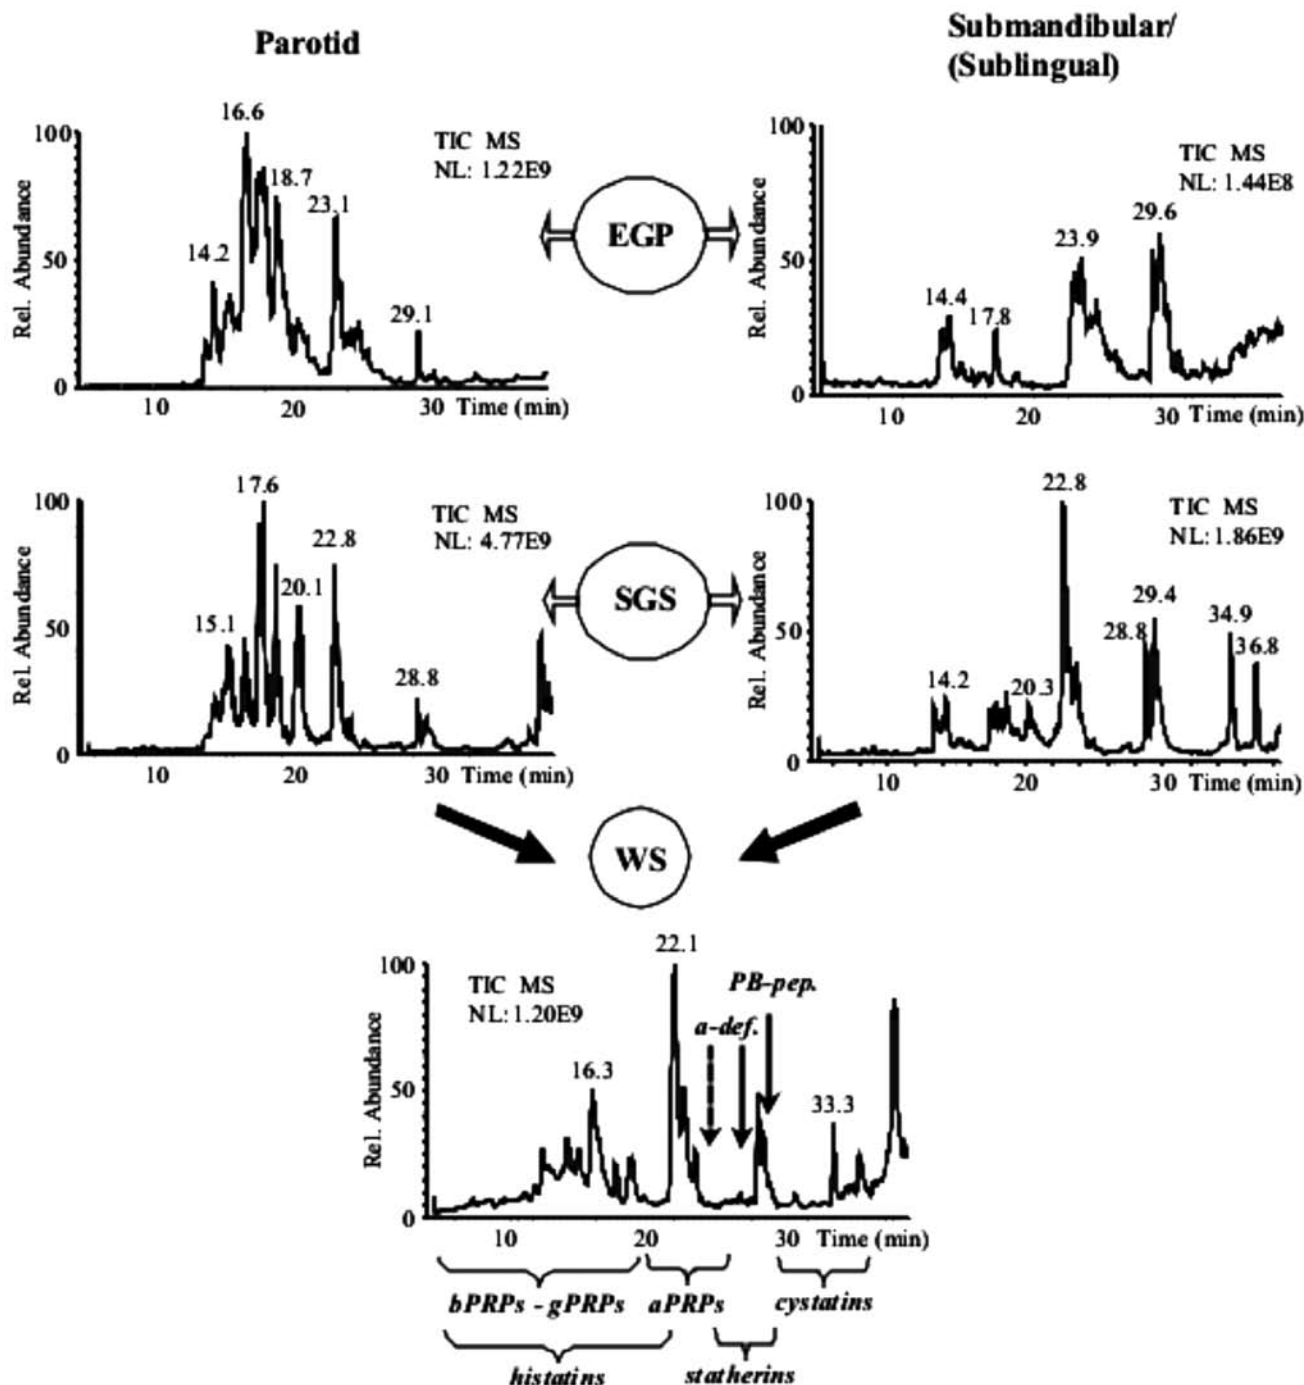 Parotid
Submandibular/
(Sublingual)
16.6
100
TIC MS
NL: 1.22E9
18.7
23.1
14.2
50
29.1
0
Rel. Abundance
10
20
30
Time (min)
EGP
100
TIC MS
NL: 1.44E8
29.6
23.9
50
14.4
17.8
0
Rel. Abundance
10
20
30
Time (min)
17.6
100
TIC MS
NL: 4.77E9
22.8
20.1
15.1
50
28.8
0
Rel. Abundance
10
20
30
Time (min)
SGS
22.8
100
TIC MS
NL: 1.86E9
29.4
34.9
28.8
36.8
50
14.2
20.3
0
Rel. Abundance
10
20
30
Time (min)
WS
22.1
100
TIC MS
NL: 1.20E9
PB-pep.
a-def.
16.3
50
33.3
0
Rel. Abundance
10
20
30
Time (min)
bPRPs - gPRPs
aPRPs
cystatins
histatins
statherins